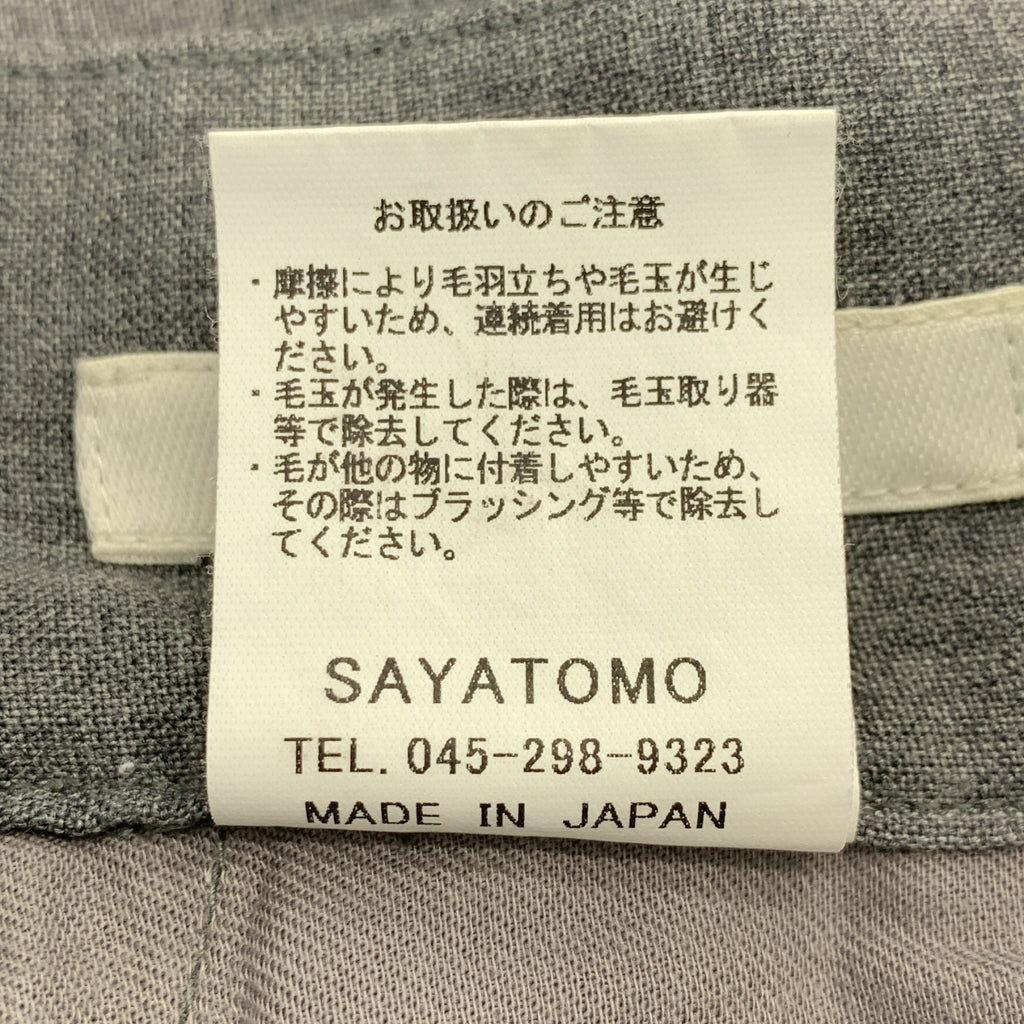 お取扱いのご注意
・摩擦により毛羽立ちや毛玉が生じ
やすいため、連続着用はお避けく
ださい。
・毛玉が発生した際は、毛玉取り器
等で除去してください。
・毛が他の物に付着しやすいため、
その際はブラッシング等で除去し
てください。
SAYATOMO
TEL. 045-298-9323
MADE IN JAPAN